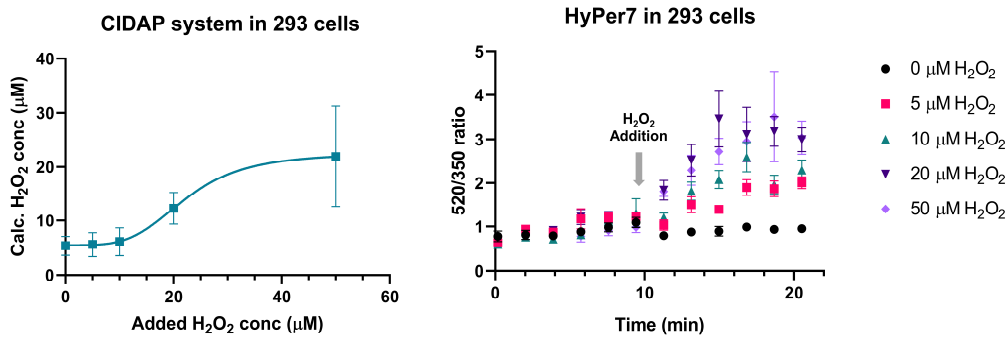 ClDAP system in 293 cells
Calc. H₂O₂ conc (μM)
40
30
20
10
0
0
20
40
60
Added H₂O₂ conc (μM)
HyPer7 in 293 cells
520/350 ratio
5
4
3
2
1
0
H₂O₂
Addition
0
10
20
Time (min)
0 μM H₂O₂
5 μM H₂O₂
10 μM H₂O₂
20 μM H₂O₂
50 μM H₂O₂